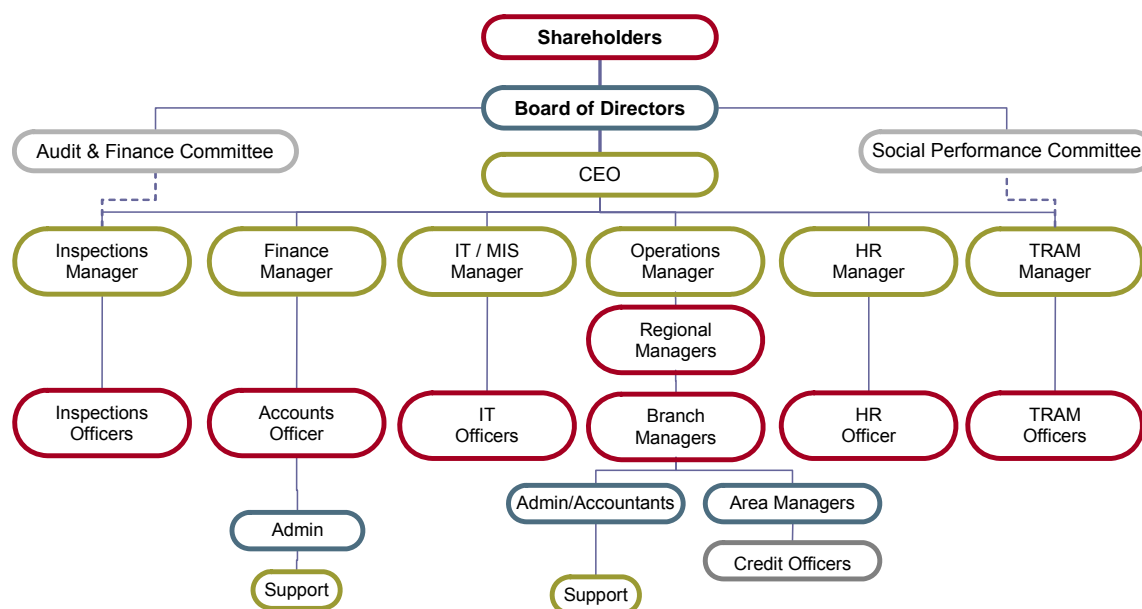 Shareholders
Board of Directors
Audit & Finance Committee
Social Performance Committee
CEO
Inspections
Manager
Finance
Manager
IT / MIS
Manager
Operations
Manager
HR
Manager
TRAM
Manager
Regional
Managers
Inspections
Officers
Accounts
Officer
IT
Officers
Branch
Managers
HR
Officer
TRAM
Officers
Admin/Accountants
Area Managers
Admin
Credit Officers
Support
Support